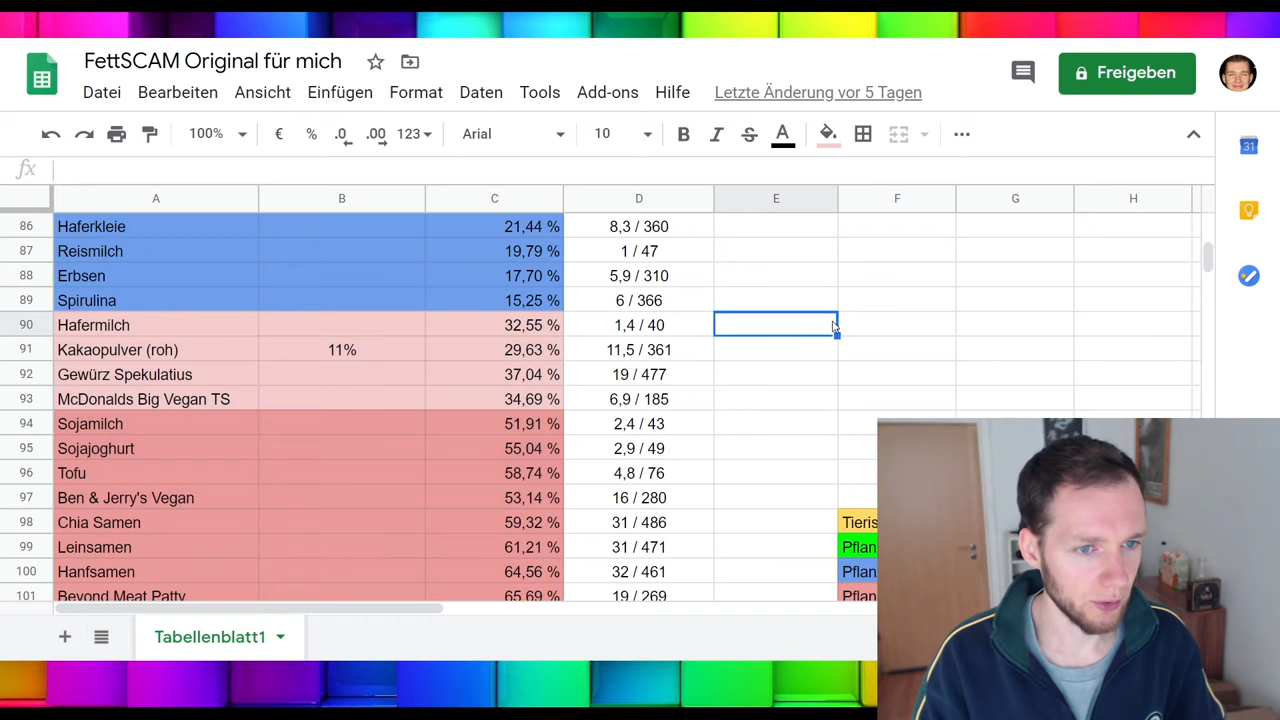 FettSCAM Original für mich
Freigeben
Datei Bearbeiten Ansicht Einfügen Format Daten Tools Add-ons Hilfe Letzte Änderung vor 5 Tagen
100% € % .0 .00 123 Arial 10 B I S A
31
fx
A B C D E F G H
86 Haferkleie 21,44 % 8,3 / 360
87 Reismilch 19,79 % 1 / 47
88 Erbsen 17,70 % 5,9 / 310
89 Spirulina 15,25 % 6 / 366
90 Hafermilch 32,55 % 1,4 / 40
91 Kakaopulver (roh) 11% 29,63 % 11,5 / 361
92 Gewürz Spekulatius 37,04 % 19 / 477
93 McDonalds Big Vegan TS 34,69 % 6,9 / 185
94 Sojamilch 51,91 % 2,4 / 43
95 Sojajoghurt 55,04 % 2,9 / 49
96 Tofu 58,74 % 4,8 / 76
97 Ben & Jerry's Vegan 53,14 % 16 / 280
98 Chia Samen 59,32 % 31 / 486 Tieris
99 Leinsamen 61,21 % 31 / 471 Pflan
100 Hanfsamen 64,56 % 32 / 461 Pflan
101 Beyond Meat Patty 65,69 % 19 / 269 Pflan
Tabellenblatt1